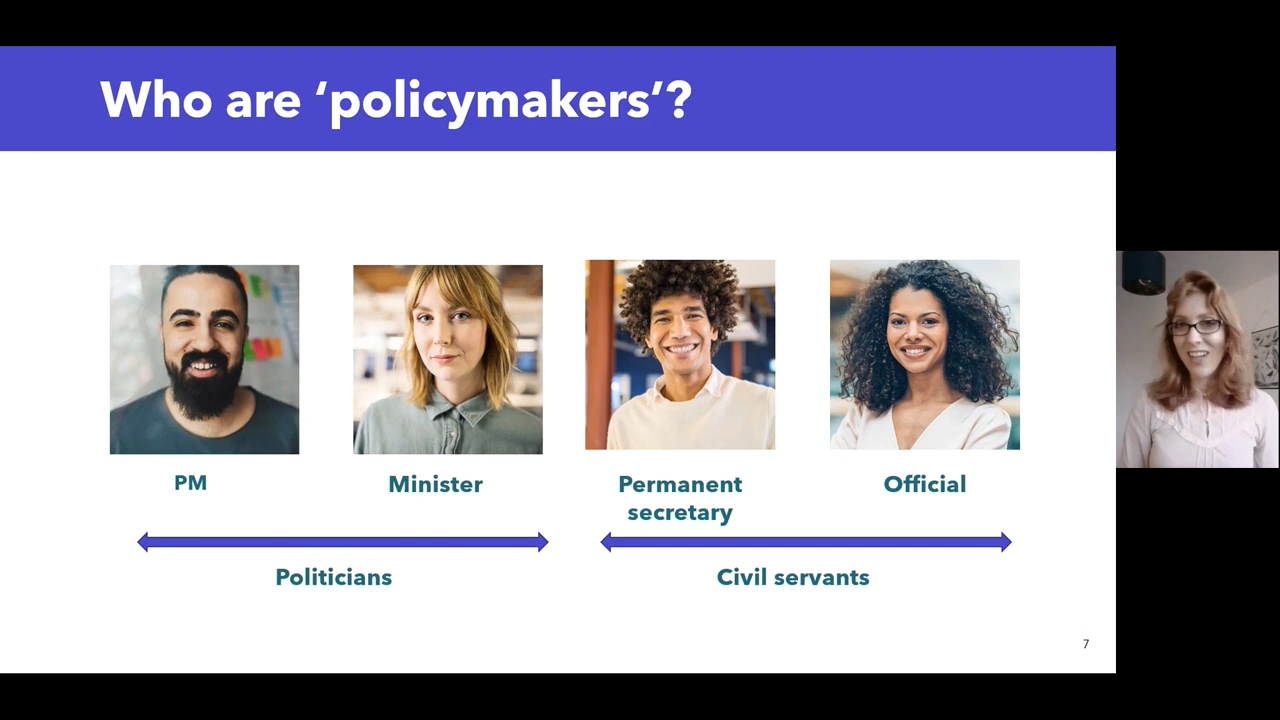 Who are ‘policymakers’?
PM
Minister
Permanent
secretary
Official
Politicians
Civil servants
7